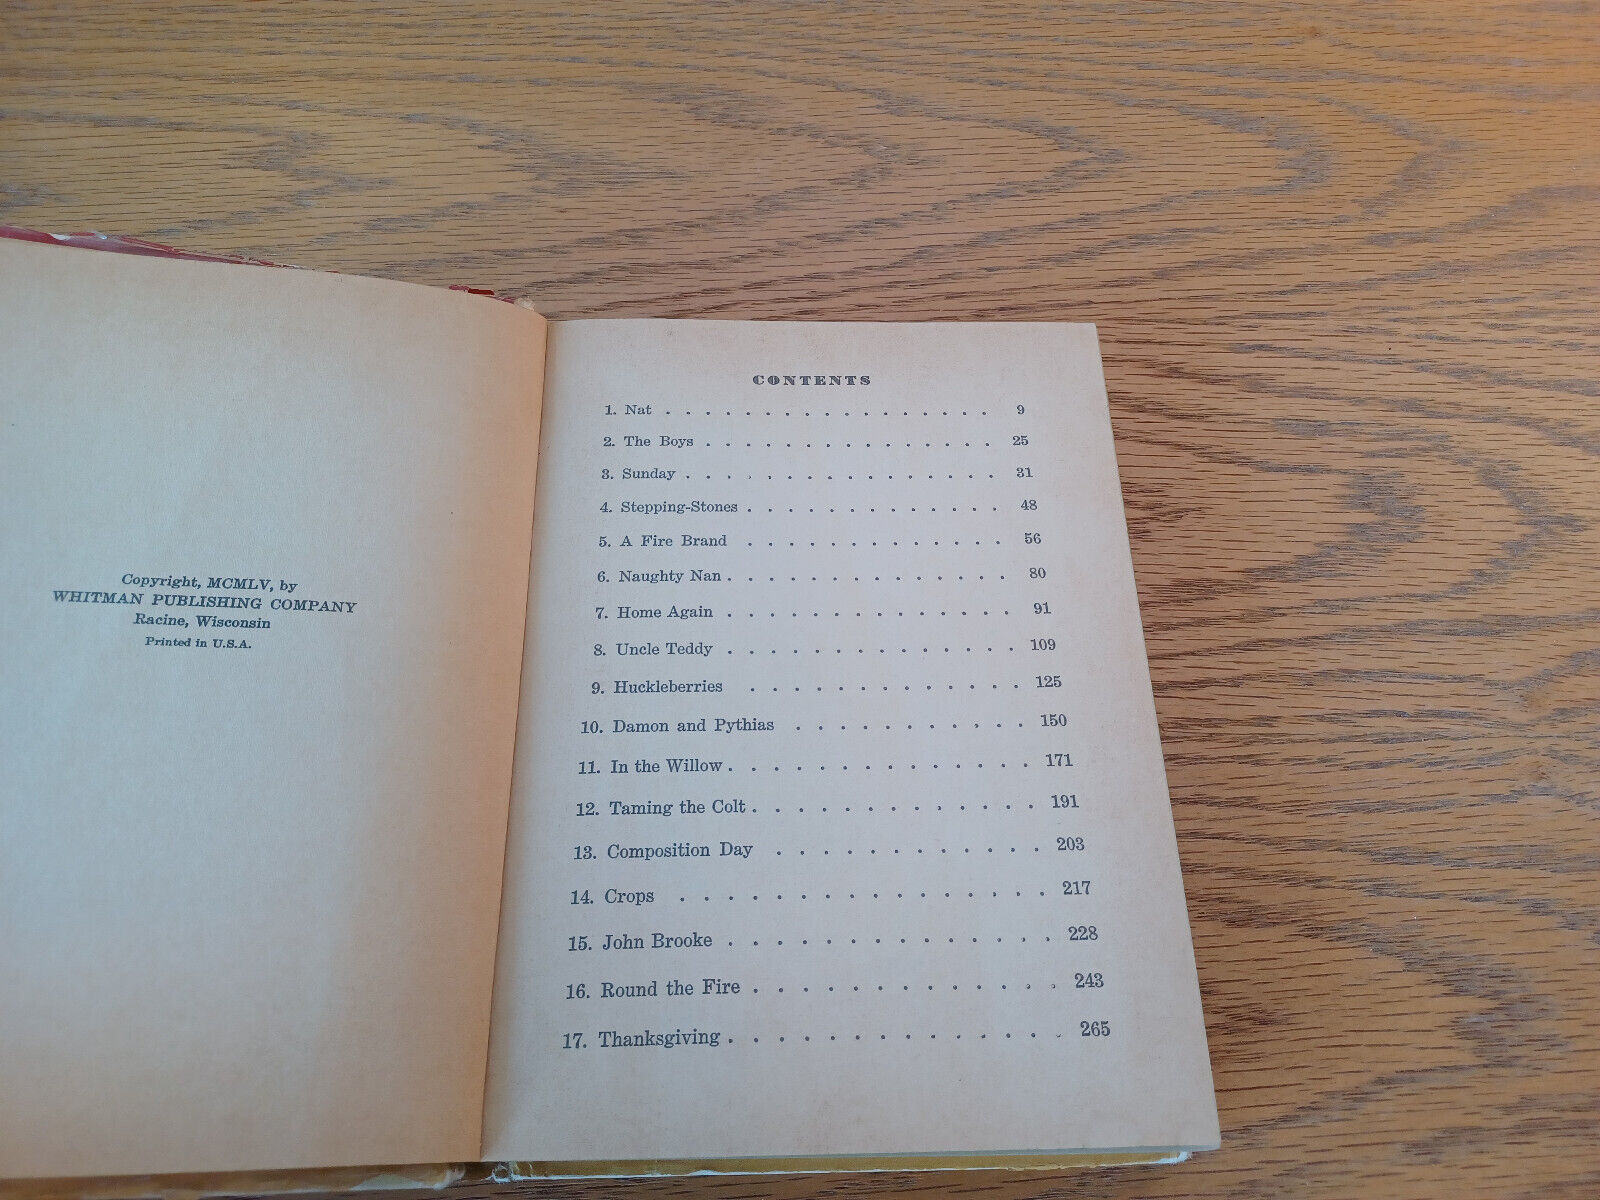 Copyright, MCMLV, by
WHITMAN PUBLISHING COMPANY
Racine, Wisconsin
Printed in U.S.A.
CONTENTS
1. Nat . . . . . . . . . . . . . . . . . 9
2. The Boys . . . . . . . . . . . . . . . 25
3. Sunday . . . . . . . . . . . . . . . . 31
4. Stepping-Stones . . . . . . . . . . . . 48
5. A Fire Brand . . . . . . . . . . . . 56
6. Naughty Nan . . . . . . . . . . . . . 80
7. Home Again . . . . . . . . . . . . . 91
8. Uncle Teddy . . . . . . . . . . . . . 109
9. Huckleberries . . . . . . . . . . . . 125
10. Damon and Pythias . . . . . . . . . . 150
11. In the Willow . . . . . . . . . . . . . 171
12. Taming the Colt . . . . . . . . . . . . 191
13. Composition Day . . . . . . . . . . . 203
14. Crops . . . . . . . . . . . . . . . 217
15. John Brooke . . . . . . . . . . . . . 228
16. Round the Fire . . . . . . . . . . . . 243
17. Thanksgiving . . . . . . . . . . . . . 265